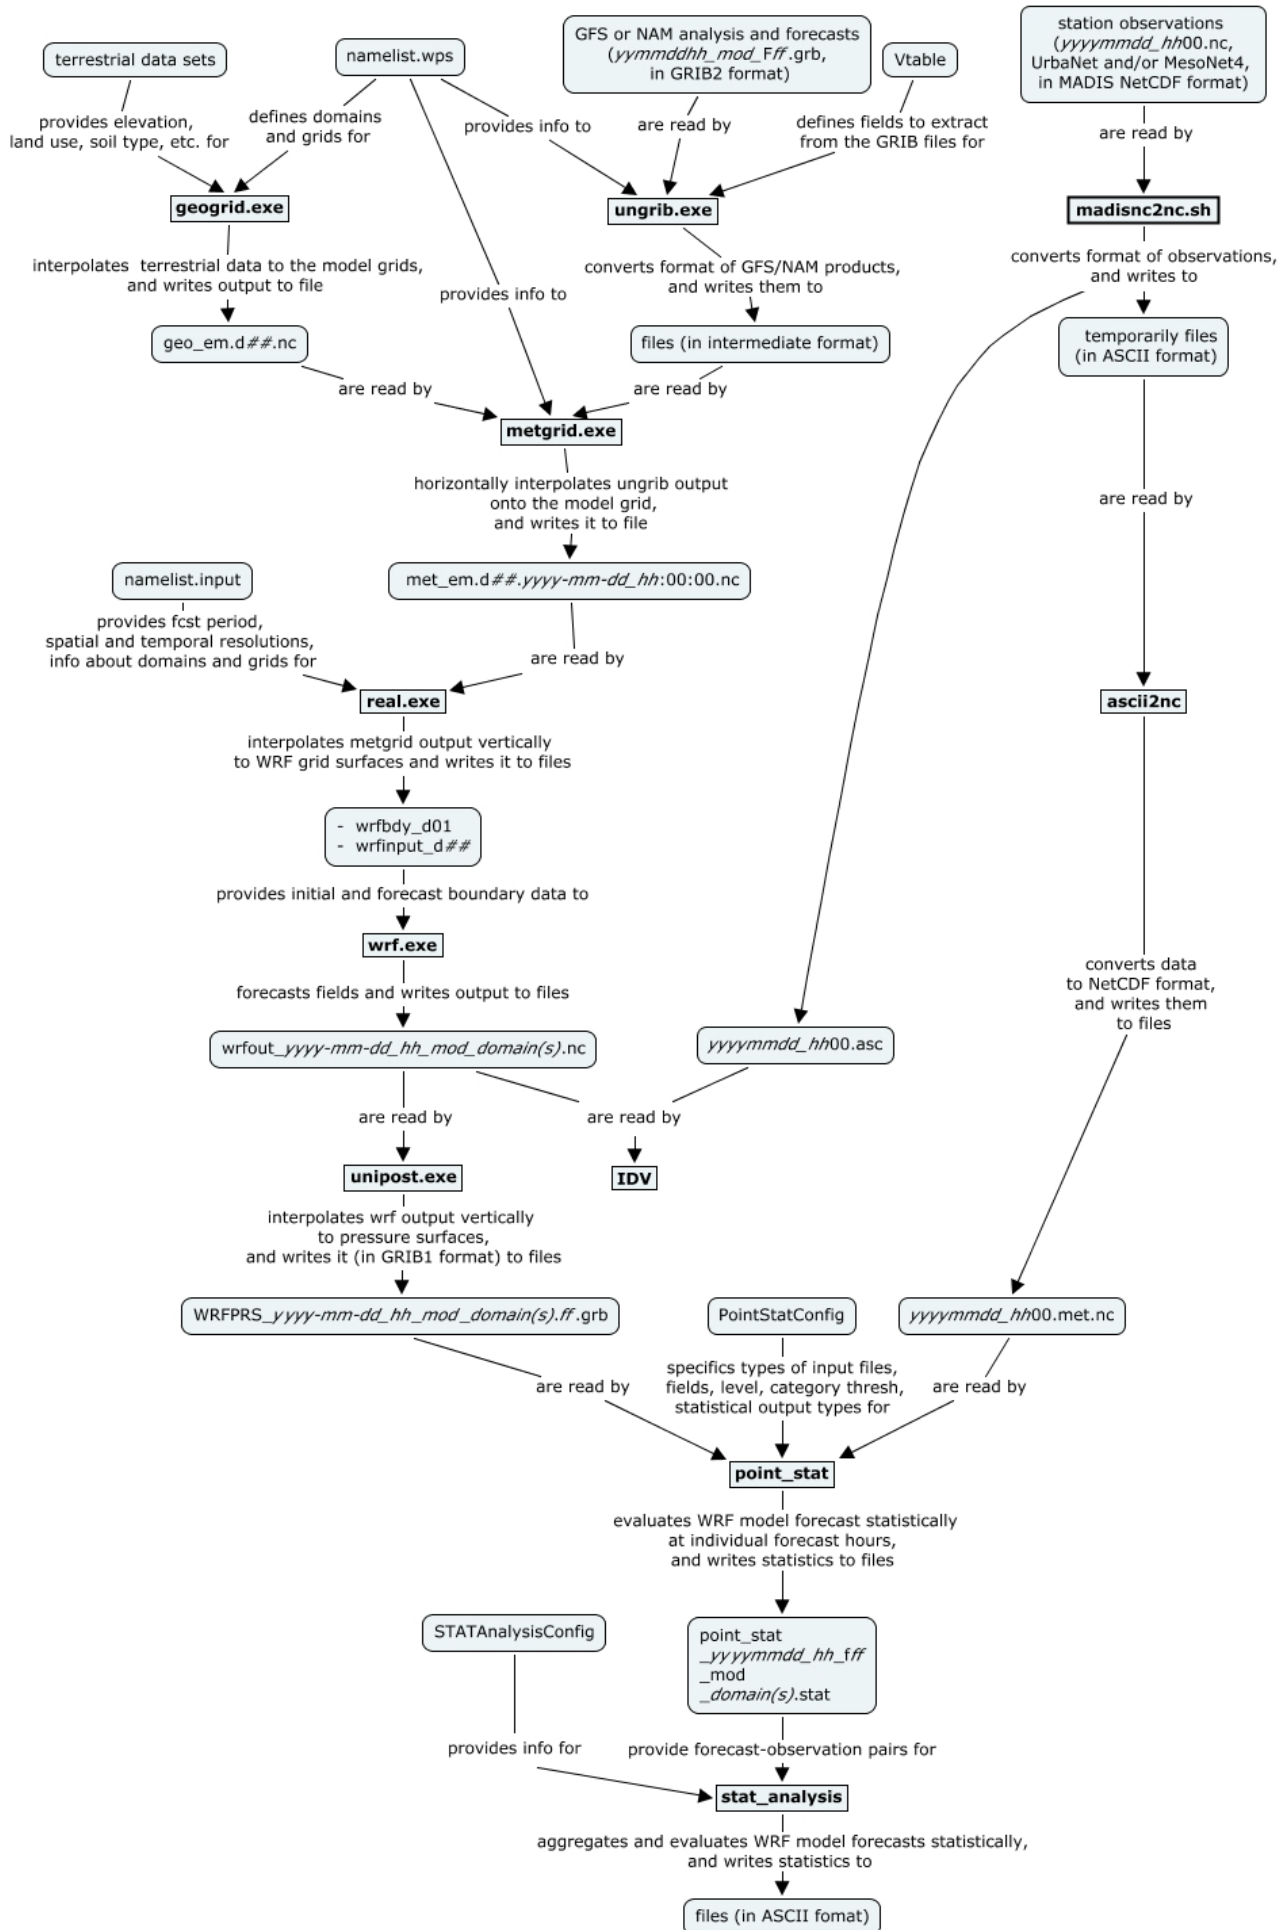 terrestrial data sets
namelist.wps
GFS or NAM analysis and forecasts
(yymmddhh_mod_Fff.grb,
in GRIB2 format)
Vtable
station observations
(yyyymmdd_hh00.nc,
UrbaNet and/or MesoNet4,
in MADIS NetCDF format)
provides elevation,
land use, soil type, etc. for
defines domains
and grids for
provides info to
are read by
defines fields to extract
from the GRIB files for
are read by
geogrid.exe
ungrib.exe
madisnc2nc.sh
interpolates terrestrial data to the model grids,
and writes output to file
provides info to
converts format of GFS/NAM products,
and writes them to
converts format of observations,
and writes to
geo_em.d##.nc
files (in intermediate format)
temporarily files
(in ASCII format)
are read by
are read by
metgrid.exe
horizontally interpolates ungrib output
onto the model grid,
and writes it to file
are read by
namelist.input
met_em.d##.yyyy-mm-dd_hh:00:00.nc
provides fcst period,
spatial and temporal resolutions,
info about domains and grids for
are read by
real.exe
ascii2nc
interpolates metgrid output vertically
to WRF grid surfaces and writes it to files
- wrfbdy_d01
- wrfinput_d##
provides initial and forecast boundary data to
wrf.exe
converts data
to NetCDF format,
and writes them
to files
forecasts fields and writes output to files
wrfout_yyyy-mm-dd_hh_mod_domain(s).nc
yyyymmdd_hh00.asc
are read by
are read by
unipost.exe
IDV
interpolates wrf output vertically
to pressure surfaces,
and writes it (in GRIB1 format) to files
WRFPRS_yyyy-mm-dd_hh_mod_domain(s).ff.grb
PointStatConfig
yyyymmdd_hh00.met.nc
are read by
specifics types of input files,
fields, level, category thresh,
statistical output types for
are read by
point_stat
evaluates WRF model forecast statistically
at individual forecast hours,
and writes statistics to files
STATAnalysisConfig
point_stat
_yyyymmdd_hh_fff
_mod
_domain(s).stat
provides info for
provide forecast-observation pairs for
stat_analysis
aggregates and evaluates WRF model forecasts statistically,
and writes statistics to
files (in ASCII fomat)